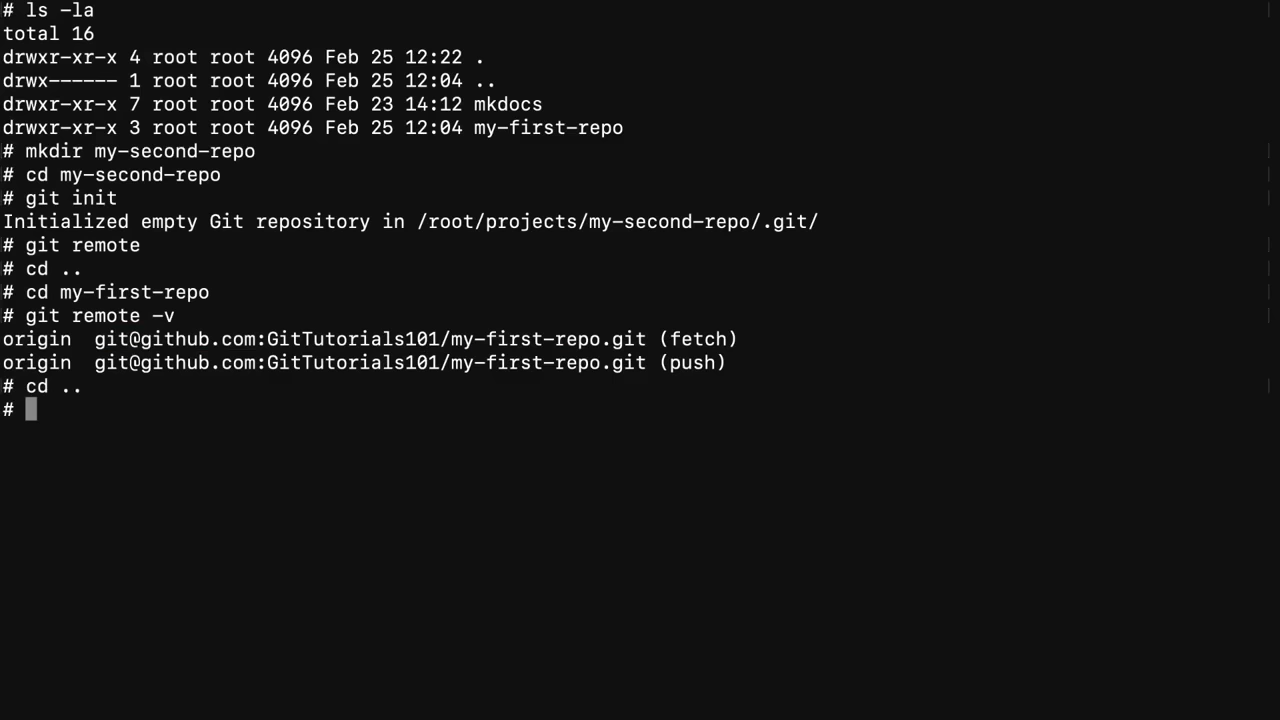 # ls -la
total 16
drwxr-xr-x 4 root root 4096 Feb 25 12:22 .
drwx------ 1 root root 4096 Feb 25 12:04 ..
drwxr-xr-x 7 root root 4096 Feb 23 14:12 mkdocs
drwxr-xr-x 3 root root 4096 Feb 25 12:04 my-first-repo
# mkdir my-second-repo
# cd my-second-repo
# git init
Initialized empty Git repository in /root/projects/my-second-repo/.git/
# git remote
# cd ..
# cd my-first-repo
# git remote -v
origin  git@github.com:GitTutorials101/my-first-repo.git (fetch)
origin  git@github.com:GitTutorials101/my-first-repo.git (push)
# cd ..
#